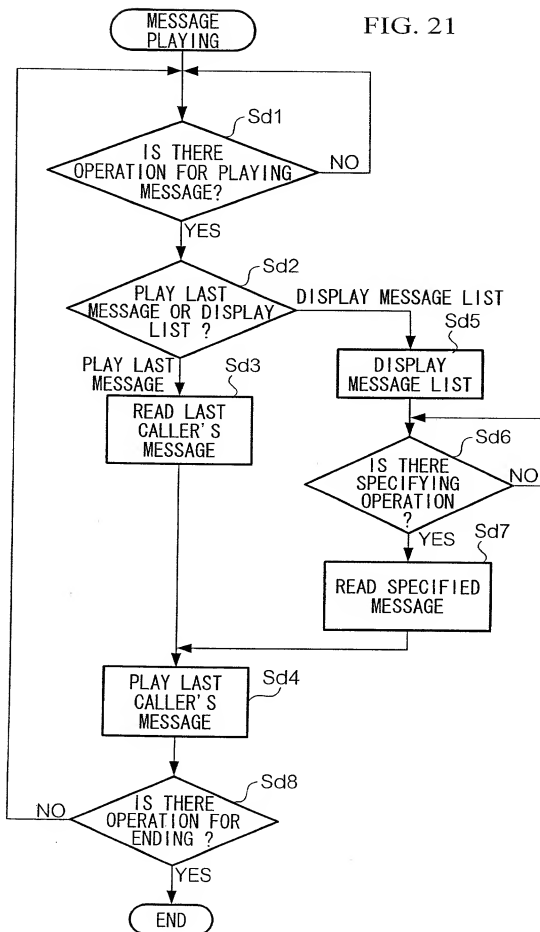 MESSAGE
PLAYING
FIG. 21
Sd1
IS THERE
OPERATION FOR PLAYING
MESSAGE?
NO
YES
Sd2
PLAY LAST
MESSAGE OR DISPLAY
LIST ?
DISPLAY MESSAGE LIST
PLAY LAST
MESSAGE
Sd3
READ LAST
CALLER'S
MESSAGE
Sd5
DISPLAY
MESSAGE LIST
Sd6
IS THERE
SPECIFYING
OPERATION
?
NO
YES
Sd7
READ SPECIFIED
MESSAGE
PLAY LAST
CALLER'S
MESSAGE
Sd4
Sd8
IS THERE
OPERATION FOR
ENDING ?
NO
YES
END